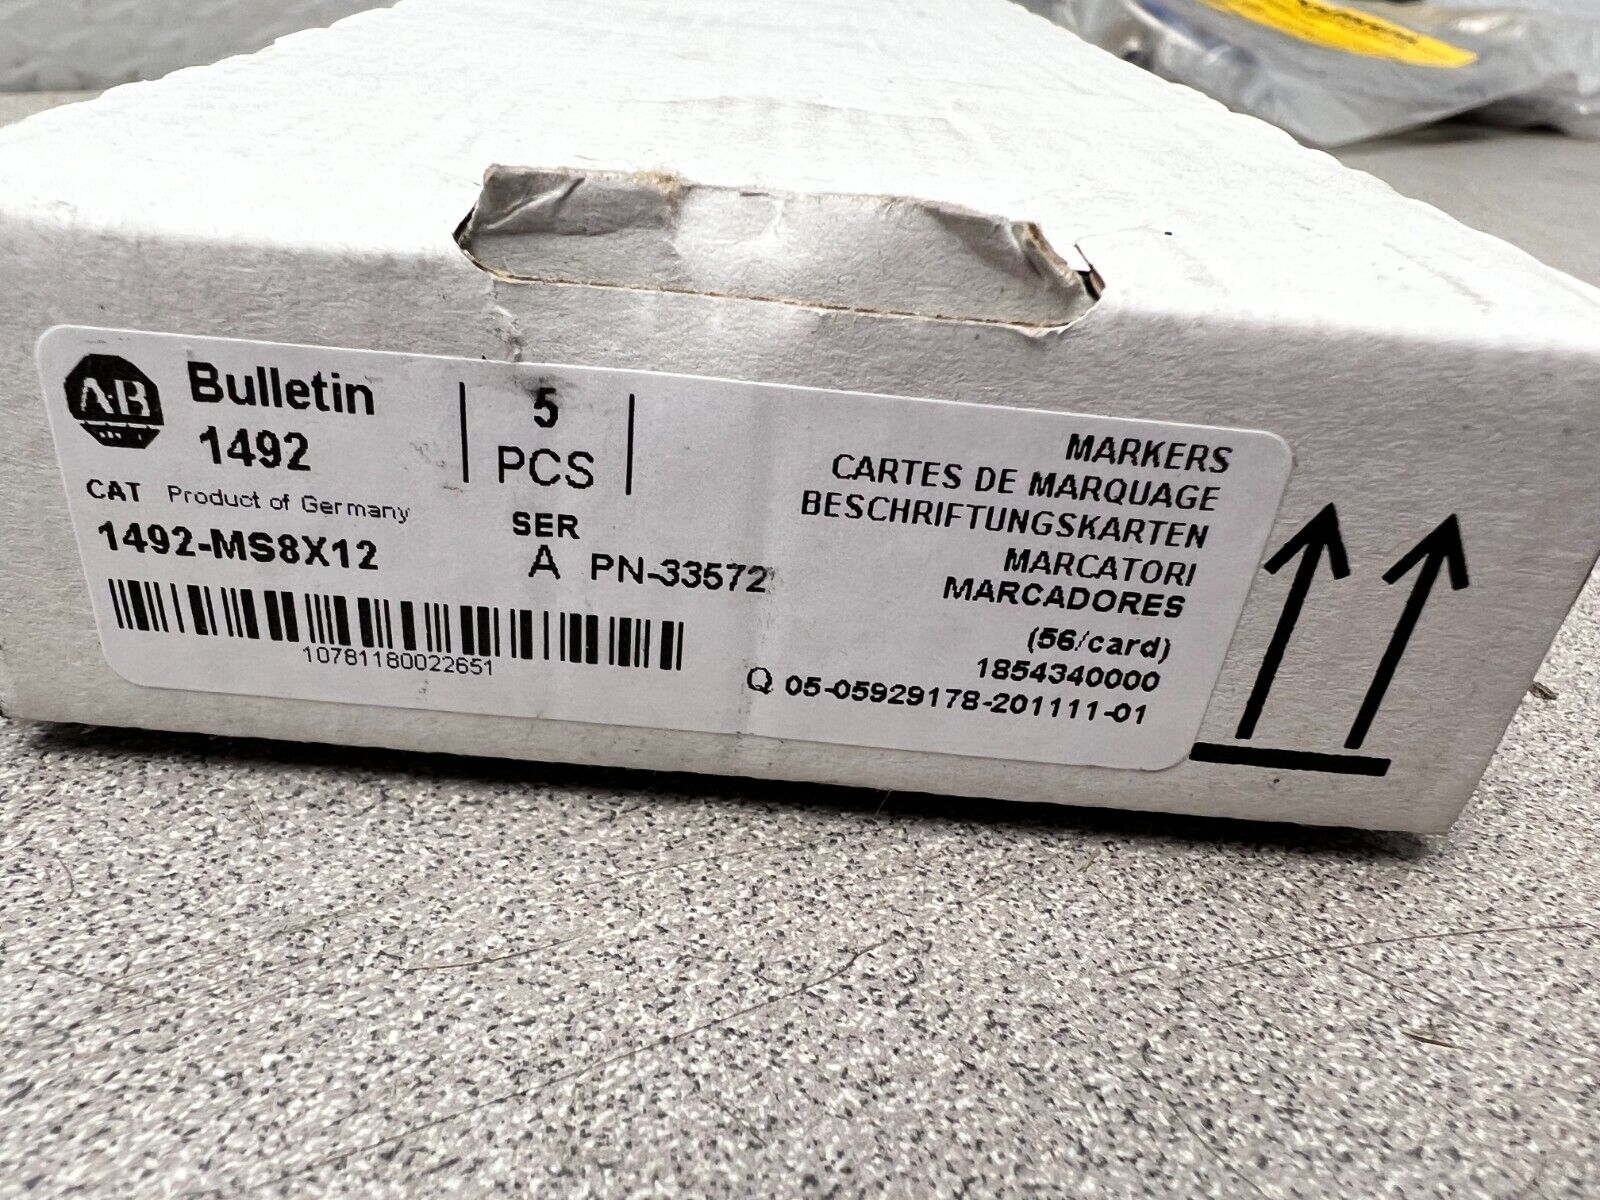 A-B
Bulletin
1492
5
PCS
CAT Product of Germany
1492-MS8X12
SER
A PN-33572
10781180022651
MARKERS
CARTES DE MARQUAGE
BESCHRIFTUNGSKARTEN
MARCATORI
MARCADORES
(56/card)
1854340000
Q 05-05929178-201111-01